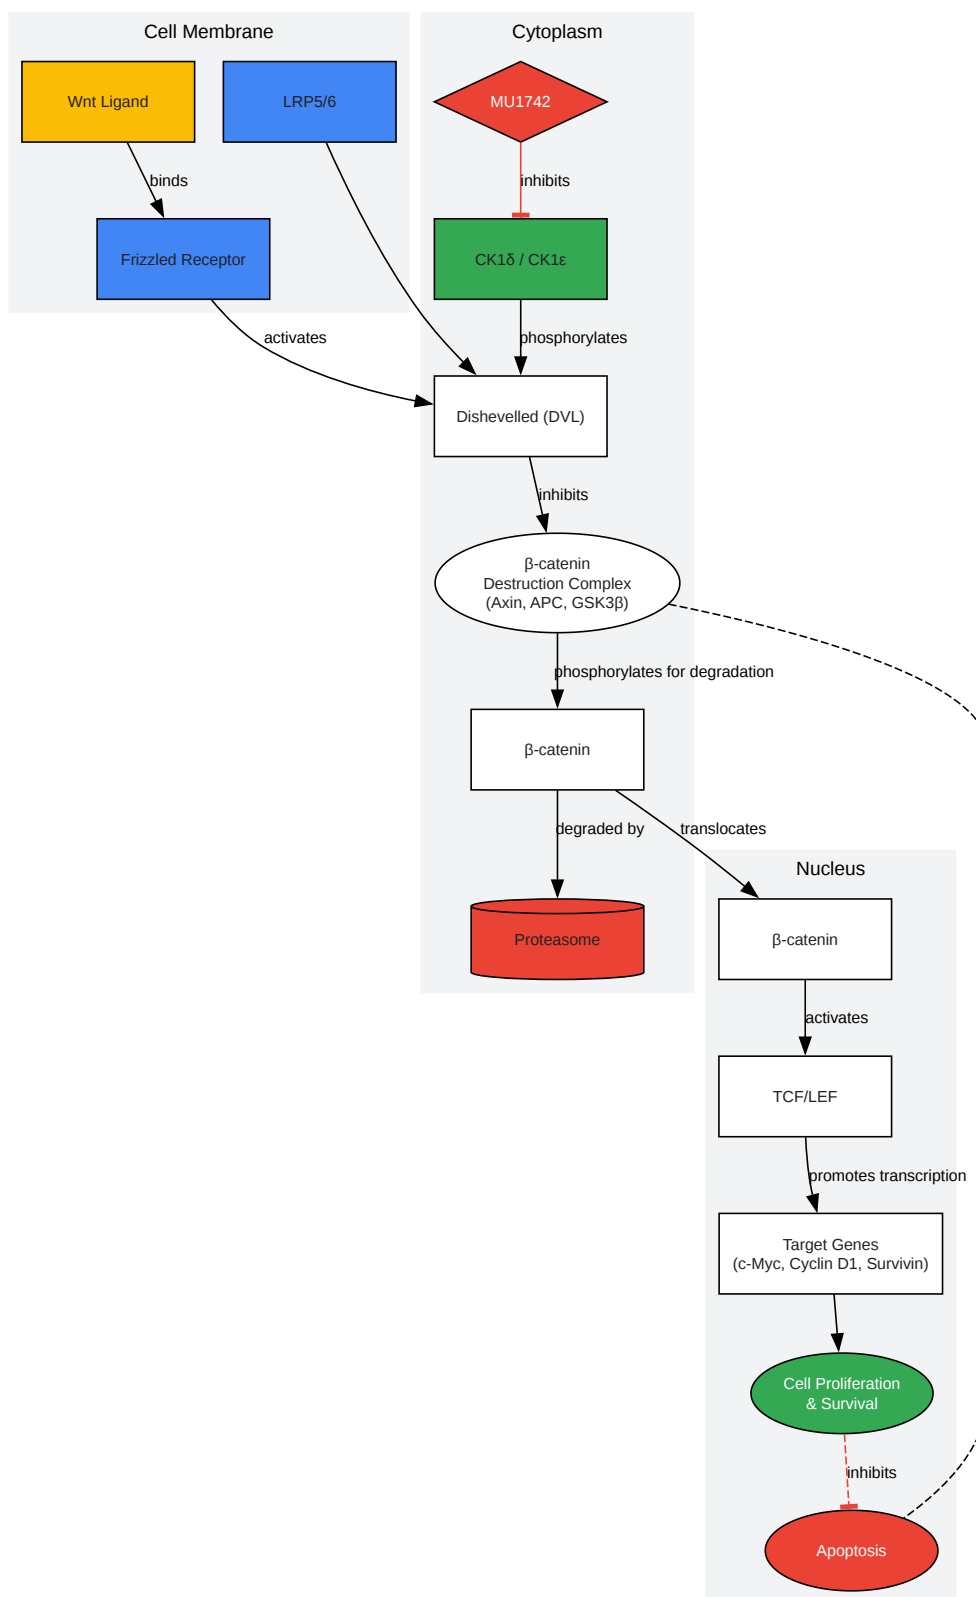 Cell Membrane
Cytoplasm
Wnt Ligand
LRP5/6
MU1742
binds
inhibits
Frizzled Receptor
CK1δ / CK1ε
activates
phosphorylates
Dishevelled (DVL)
inhibits
β-catenin
Destruction Complex
(Axin, APC, GSK3β)
phosphorylates for degradation
β-catenin
degraded by
translocates
Nucleus
Proteasome
β-catenin
activates
TCF/LEF
promotes transcription
Target Genes
(c-Myc, Cyclin D1, Survivin)
Cell Proliferation
& Survival
inhibits
Apoptosis